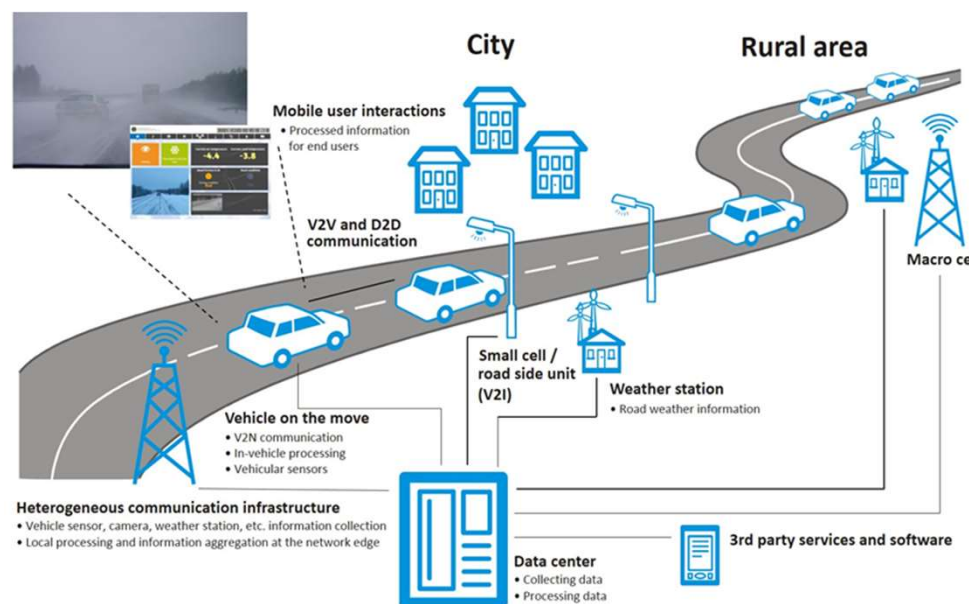 City
Rural area
Mobile user interactions
• Processed information
for end users
-4.4
-3.8
V2V and D2D
communication
Macro ce
Small cell /
road side unit
(V2I)
Weather station
• Road weather information
Vehicle on the move
• V2N communication
• In-vehicle processing
• Vehicular sensors
Heterogeneous communication infrastructure
• Vehicle sensor, camera, weather station, etc. information collection
• Local processing and information aggregation at the network edge
3rd party services and software
Data center
• Collecting data
• Processing data